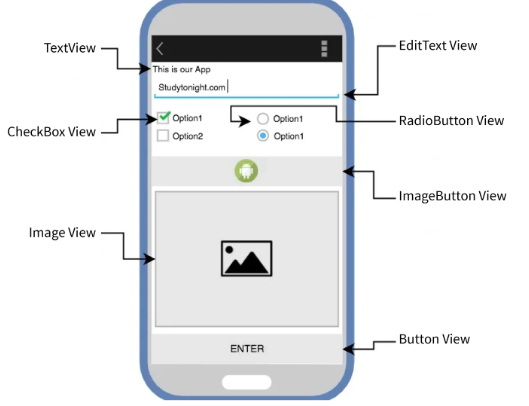 TextView
EditText View
This is our App
Studytonight.com
CheckBox View
Option1
Option1
RadioButton View
Option2
Option1
ImageButton View
Image View
Button View
ENTER